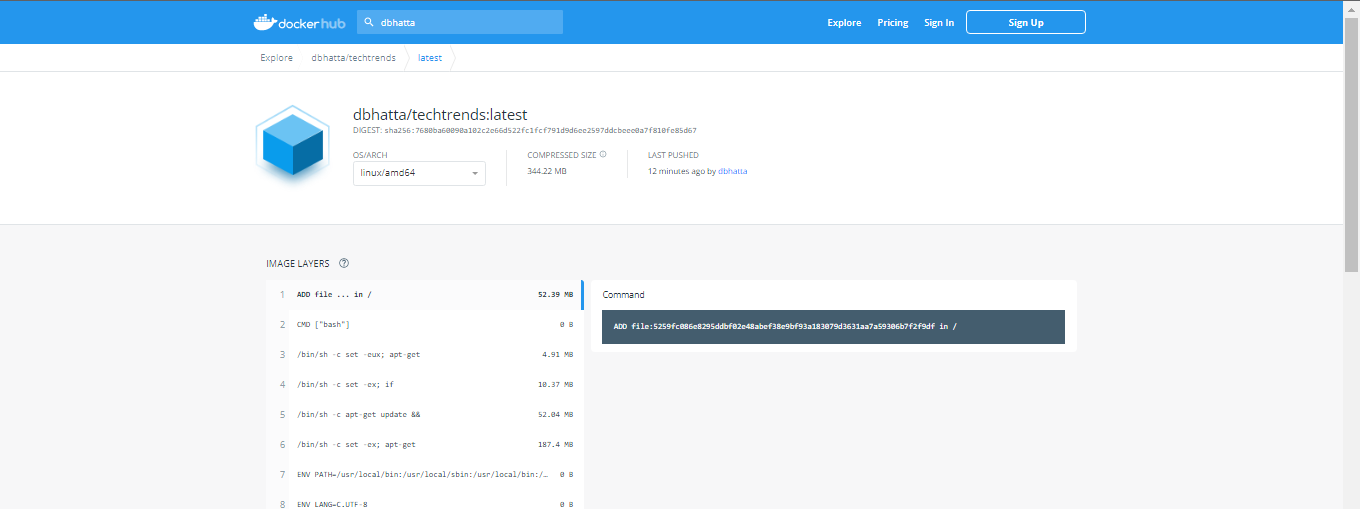 docker hub dbhatta Explore Pricing Sign In Sign Up
Explore dbhatta/techtrends latest
dbhatta/techtrends:latest
DIGEST: sha256:7680ba60090a102c2e66d522fc1fcf791d9d6ee2597ddcbeee0a7f810fe85d67
OS/ARCH COMPRESSED SIZE LAST PUSHED
linux/amd64 344.22 MB 12 minutes ago by dbhatta
IMAGE LAYERS
1 ADD file ... in / 52.39 MB
2 CMD ["bash"] 0 B
3 /bin/sh -c set -eux; apt-get 4.91 MB
4 /bin/sh -c set -ex; if 10.37 MB
5 /bin/sh -c apt-get update && 52.04 MB
6 /bin/sh -c set -ex; apt-get 187.4 MB
7 ENV PATH=/usr/local/bin:/usr/local/sbin:/usr/local/bin:/… 0 B
8 ENV LANG=C.UTF-8 0 B
Command
ADD file:5259fc086e8295ddbf02e48abef38e9bf93a183079d3631aa7a59306b7f2f9df in /